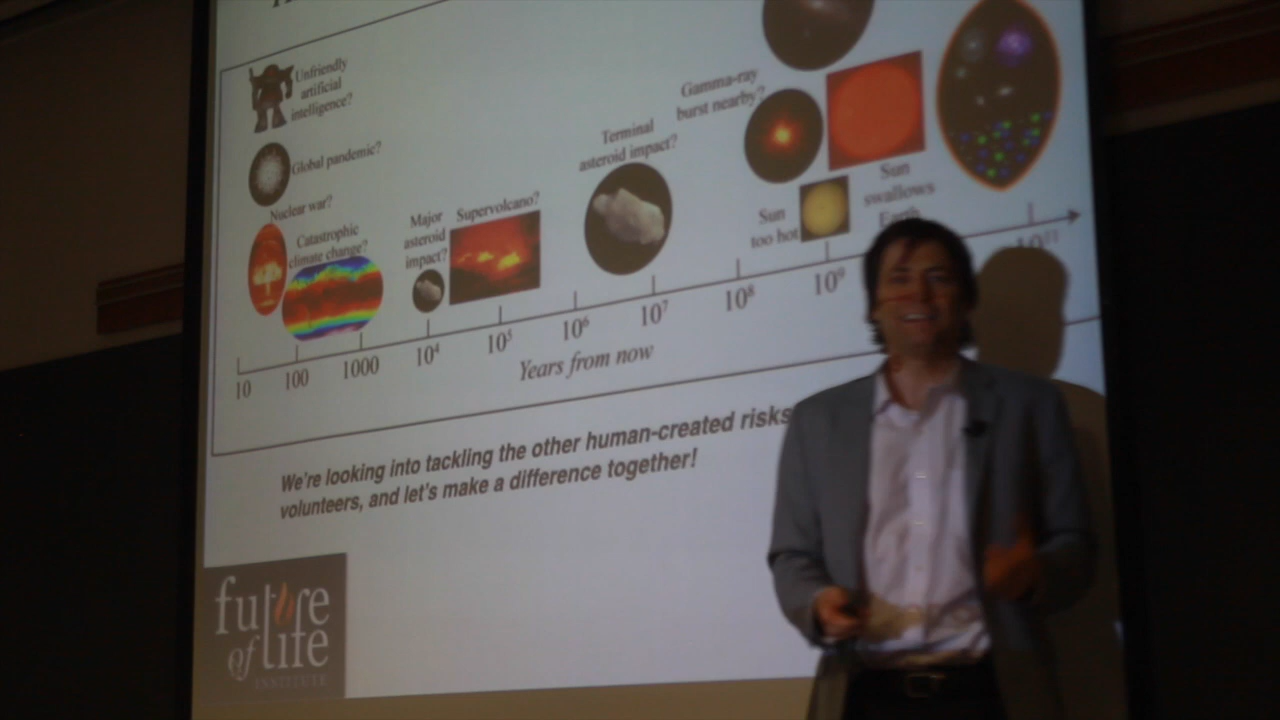 Unfriendly
artificial
intelligence?
Global pandemic?
Nuclear war?
Catastrophic
climate change?
Major
asteroid
impact?
Supervolcano?
Terminal
asteroid impact?
Gamma-ray
burst nearby?
Sun
too hot
Sun
swallows
Earth
10 100 1000 10⁴ 10⁵ 10⁶ 10⁷ 10⁸ 10⁹ 10¹¹
Years from now
We're looking into tackling the other human-created risks
volunteers, and let's make a difference together!
future
of life
INSTITUTE